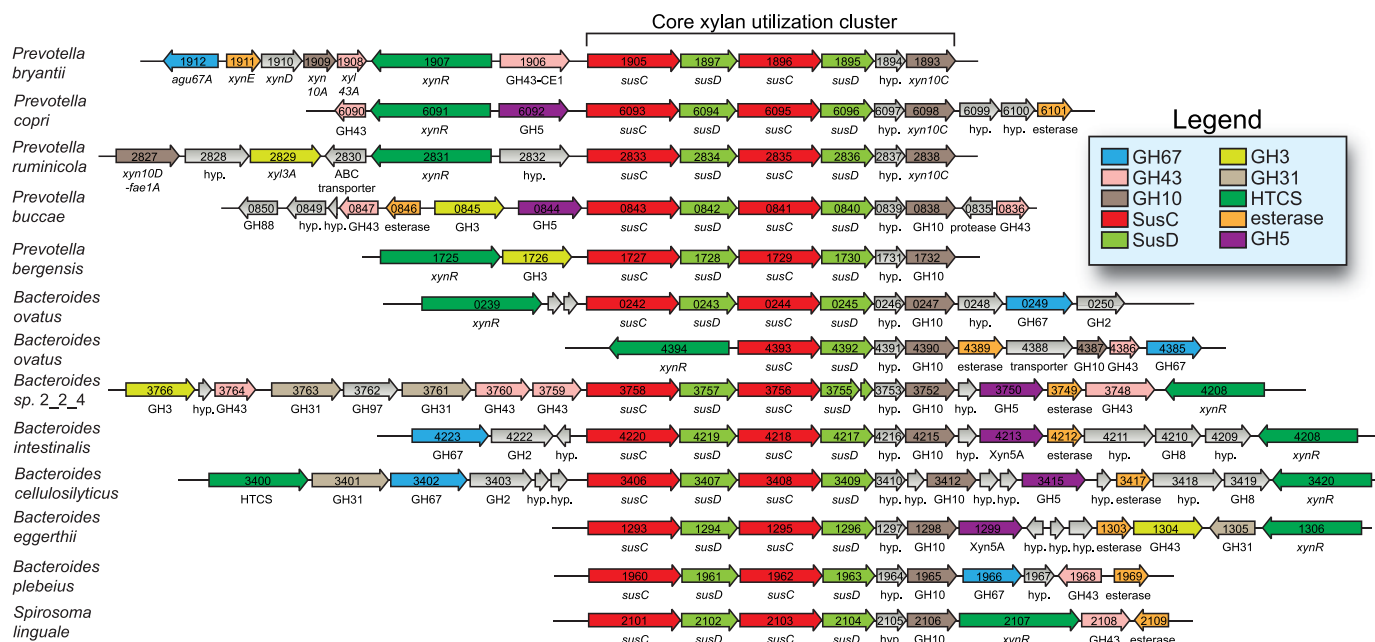 Core xylan utilization cluster
Prevotella bryantii
1912 1911 1910 1909 1908 1907 1906 1905 1897 1896 1895 1894 1893
agu67A xynE xynD xyn 10A xyl 43A xynR GH43-CE1 susC susD susC susD hyp. xyn10C
Prevotella copri
6090 6091 6092 6093 6094 6095 6096 6097 6098 6099 6100 6101
GH43 xynR GH5 susC susD susC susD hyp. xyn10C hyp. hyp. esterase
Prevotella ruminicola
2827 2828 2829 2830 2831 2832 2833 2834 2835 2836 2837 2838
xyn10D -fae1A hyp. xyl3A ABC transporter xynR hyp. susC susD susC susD hyp. xyn10C
Prevotella buccae
0850 0849 0847 0846 0845 0844 0843 0842 0841 0840 0839 0838 0835 0836
GH88 hyp. hyp. GH43 esterase GH3 GH5 susC susD susC susD hyp. GH10 protease GH43
Prevotella bergensis
1725 1726 1727 1728 1729 1730 1731 1732
xynR GH3 susC susD susC susD hyp. GH10
Bacteroides ovatus
0239 0242 0243 0244 0245 0246 0247 0248 0249 0250
xynR susC susD susC susD hyp. GH10 hyp. GH67 GH2
Bacteroides ovatus
4394 4393 4392 4391 4390 4389 4388 4387 4386 4385
xynR susC susD hyp. GH10 esterase transporter GH10 GH43 GH67
Bacteroides sp. 2_2_4
3766 3764 3763 3762 3761 3760 3759 3758 3757 3756 3755 3753 3752 3750 3749 3748 4208
GH3 hyp. GH43 GH31 GH97 GH31 GH43 GH43 susC susD susC susD hyp. GH10 hyp. GH5 esterase GH43 xynR
Bacteroides intestinalis
4223 4222 4220 4219 4218 4217 4216 4215 4213 4212 4211 4210 4209 4208
GH67 GH2 hyp. susC susD susC susD hyp. GH10 hyp. Xyn5A esterase hyp. GH8 hyp. xynR
Bacteroides cellulosilyticus
3400 3401 3402 3403 3406 3407 3408 3409 3410 3412 3415 3417 3418 3419 3420
HTCS GH31 GH67 GH2 hyp. hyp. susC susD susC susD hyp. hyp. GH10 hyp. hyp. GH5 hyp. esterase hyp. GH8 xynR
Bacteroides eggerthii
1293 1294 1295 1296 1297 1298 1299 1303 1304 1305 1306
susC susD susC susD hyp. GH10 Xyn5A hyp. hyp. hyp. esterase GH43 GH31 xynR
Bacteroides plebeius
1960 1961 1962 1963 1964 1965 1966 1967 1968 1969
susC susD susC susD hyp. GH10 GH67 hyp. GH43 esterase
Spirosoma linguale
2101 2102 2103 2104 2105 2106 2107 2108 2109
susC susD susC susD hyp. GH10 xynR GH43 esterase
Legend
GH67 GH3
GH43 GH31
GH10 HTCS
SusC esterase
SusD GH5